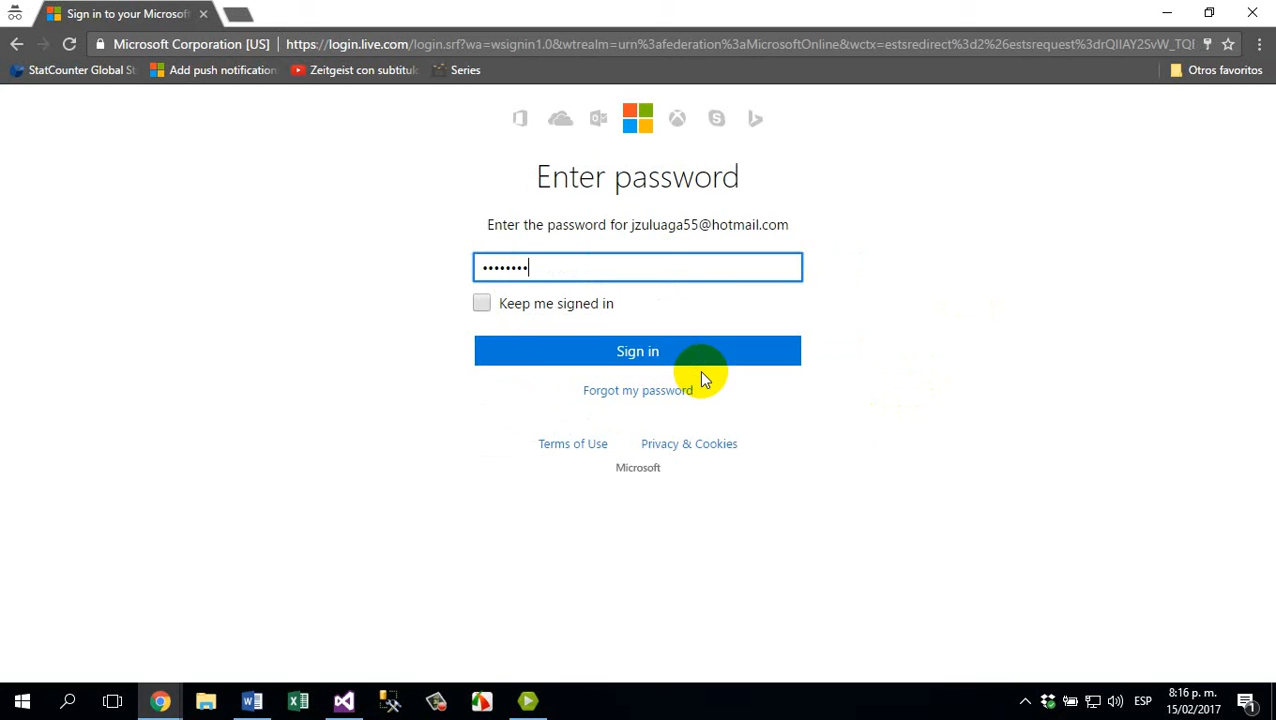 Sign in to your Microsoft
Microsoft Corporation [US] https://login.live.com/login.srf?wa=wsignin1.0&wtrealm=urn%3afederation%3aMicrosoftOnline&wctx=estsredirect%3d2%26estsrequest%3drQIIAY2SvW_TQI
StatCounter Global St
Add push notification
Zeitgeist con subtitul
Series
Otros favoritos
Enter password
Enter the password for jzuluaga55@hotmail.com
••••••••
Keep me signed in
Sign in
Forgot my password
Terms of Use Privacy & Cookies
Microsoft
ESP
8:16 p. m.
15/02/2017
1